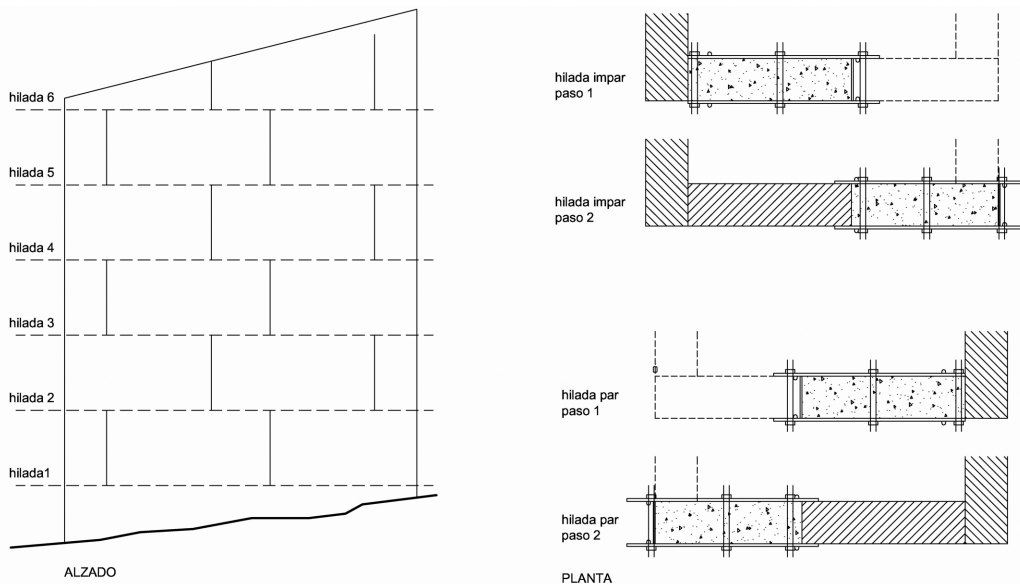 hilada 6
hilada 5
hilada 4
hilada 3
hilada 2
hilada1
ALZADO
hilada impar
paso 1
hilada impar
paso 2
hilada par
paso 1
hilada par
paso 2
PLANTA